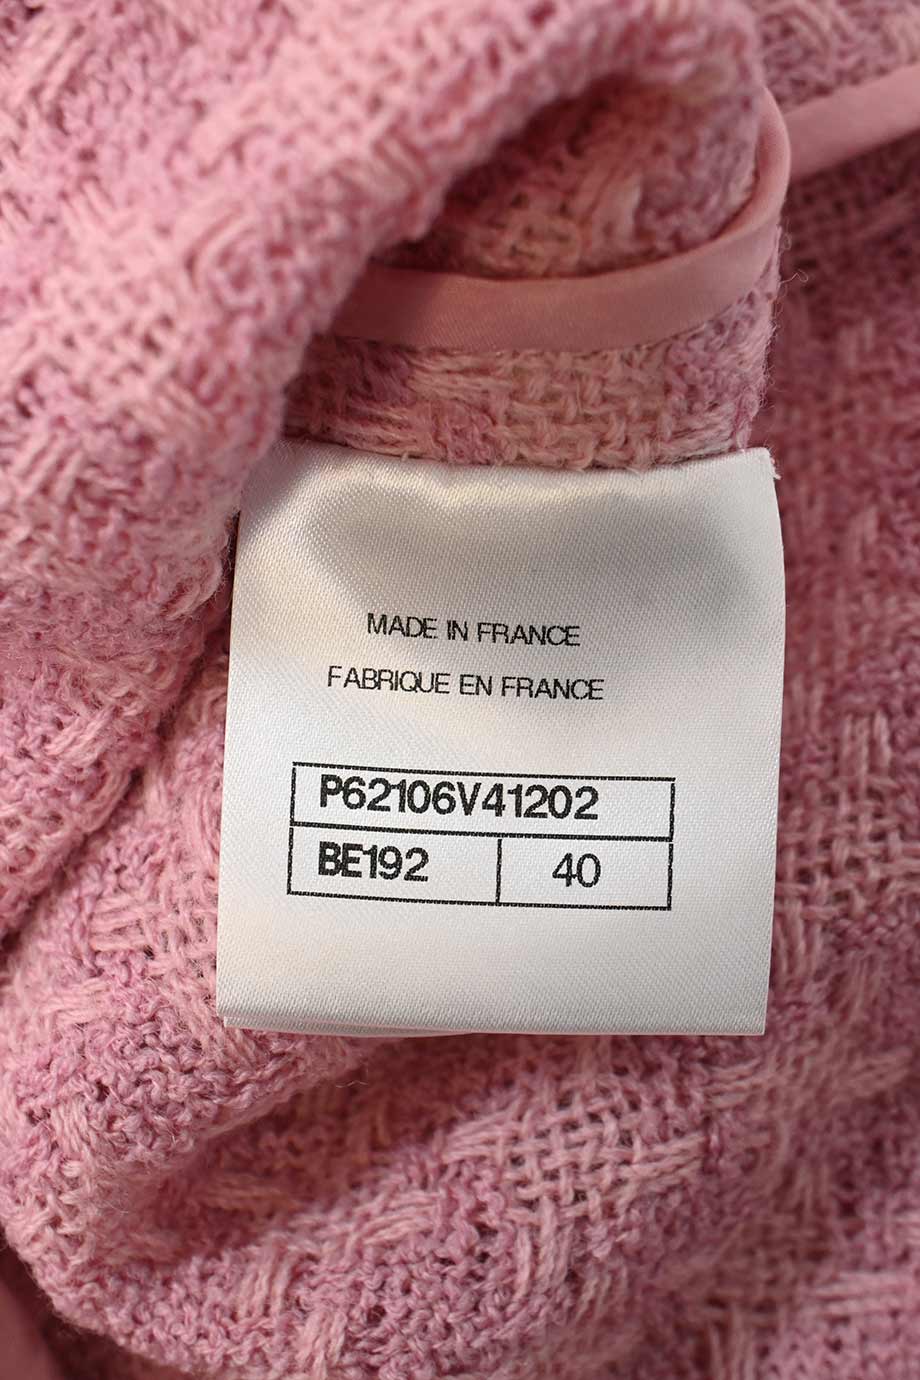 MADE IN FRANCE
FABRIQUE EN FRANCE
P62106V41202
BE192 40